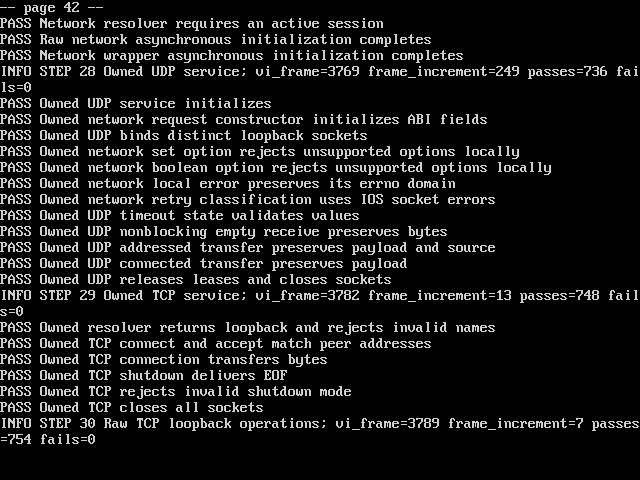 -- page 42 --
PASS Network resolver requires an active session
PASS Raw network asynchronous initialization completes
PASS Network wrapper asynchronous initialization completes
INFO STEP 28 Owned UDP service; vi_frame=3769 frame_increment=249 passes=736 fai
ls=0
PASS Owned UDP service initializes
PASS Owned network request constructor initializes ABI fields
PASS Owned UDP binds distinct loopback sockets
PASS Owned network set option rejects unsupported options locally
PASS Owned network boolean option rejects unsupported options locally
PASS Owned network local error preserves its errno domain
PASS Owned network retry classification uses IOS socket errors
PASS Owned UDP timeout state validates values
PASS Owned UDP nonblocking empty receive preserves bytes
PASS Owned UDP addressed transfer preserves payload and source
PASS Owned UDP connected transfer preserves payload
PASS Owned UDP releases leases and closes sockets
INFO STEP 29 Owned TCP service; vi_frame=3782 frame_increment=13 passes=748 fail
s=0
PASS Owned resolver returns loopback and rejects invalid names
PASS Owned TCP connect and accept match peer addresses
PASS Owned TCP connection transfers bytes
PASS Owned TCP shutdown delivers EOF
PASS Owned TCP rejects invalid shutdown mode
PASS Owned TCP closes all sockets
INFO STEP 30 Raw TCP loopback operations; vi_frame=3789 frame_increment=7 passes
=754 fails=0